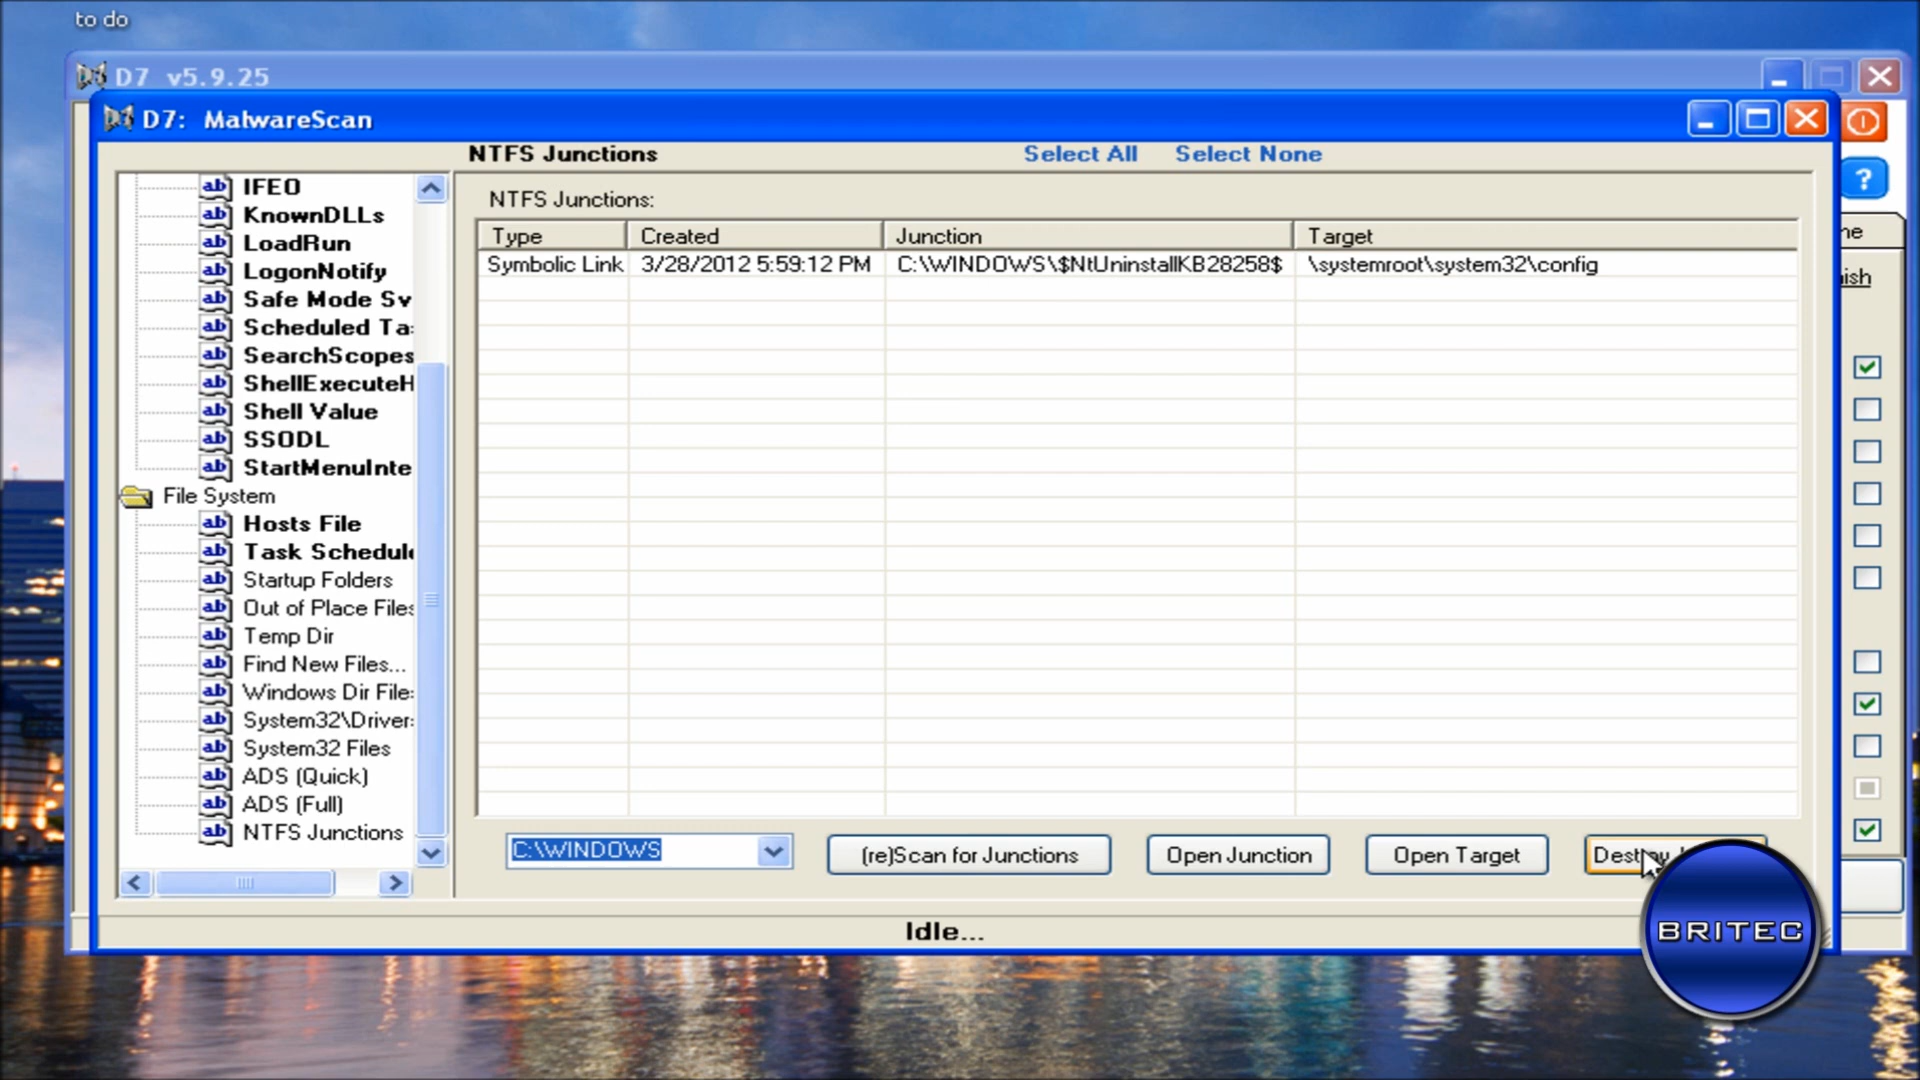 to do
D7 v5.9.25
D7: MalwareScan
NTFS Junctions Select All Select None
IFEO
KnownDLLs
LoadRun
LogonNotify
Safe Mode Sv
Scheduled Ta
SearchScopes
ShellExecuteH
Shell Value
SSODL
StartMenuInte
File System
Hosts File
Task Schedul
Startup Folders
Out of Place Files
Temp Dir
Find New Files...
Windows Dir File
System32\Driver
System32 Files
ADS (Quick)
ADS (Full)
NTFS Junctions
NTFS Junctions:
Type Created Junction Target
Symbolic Link 3/28/2012 5:59:12 PM C:\WINDOWS\$NtUninstallKB28258$ \systemroot\system32\config
C:\WINDOWS (re)Scan for Junctions Open Junction Open Target
Idle...
BRITEC